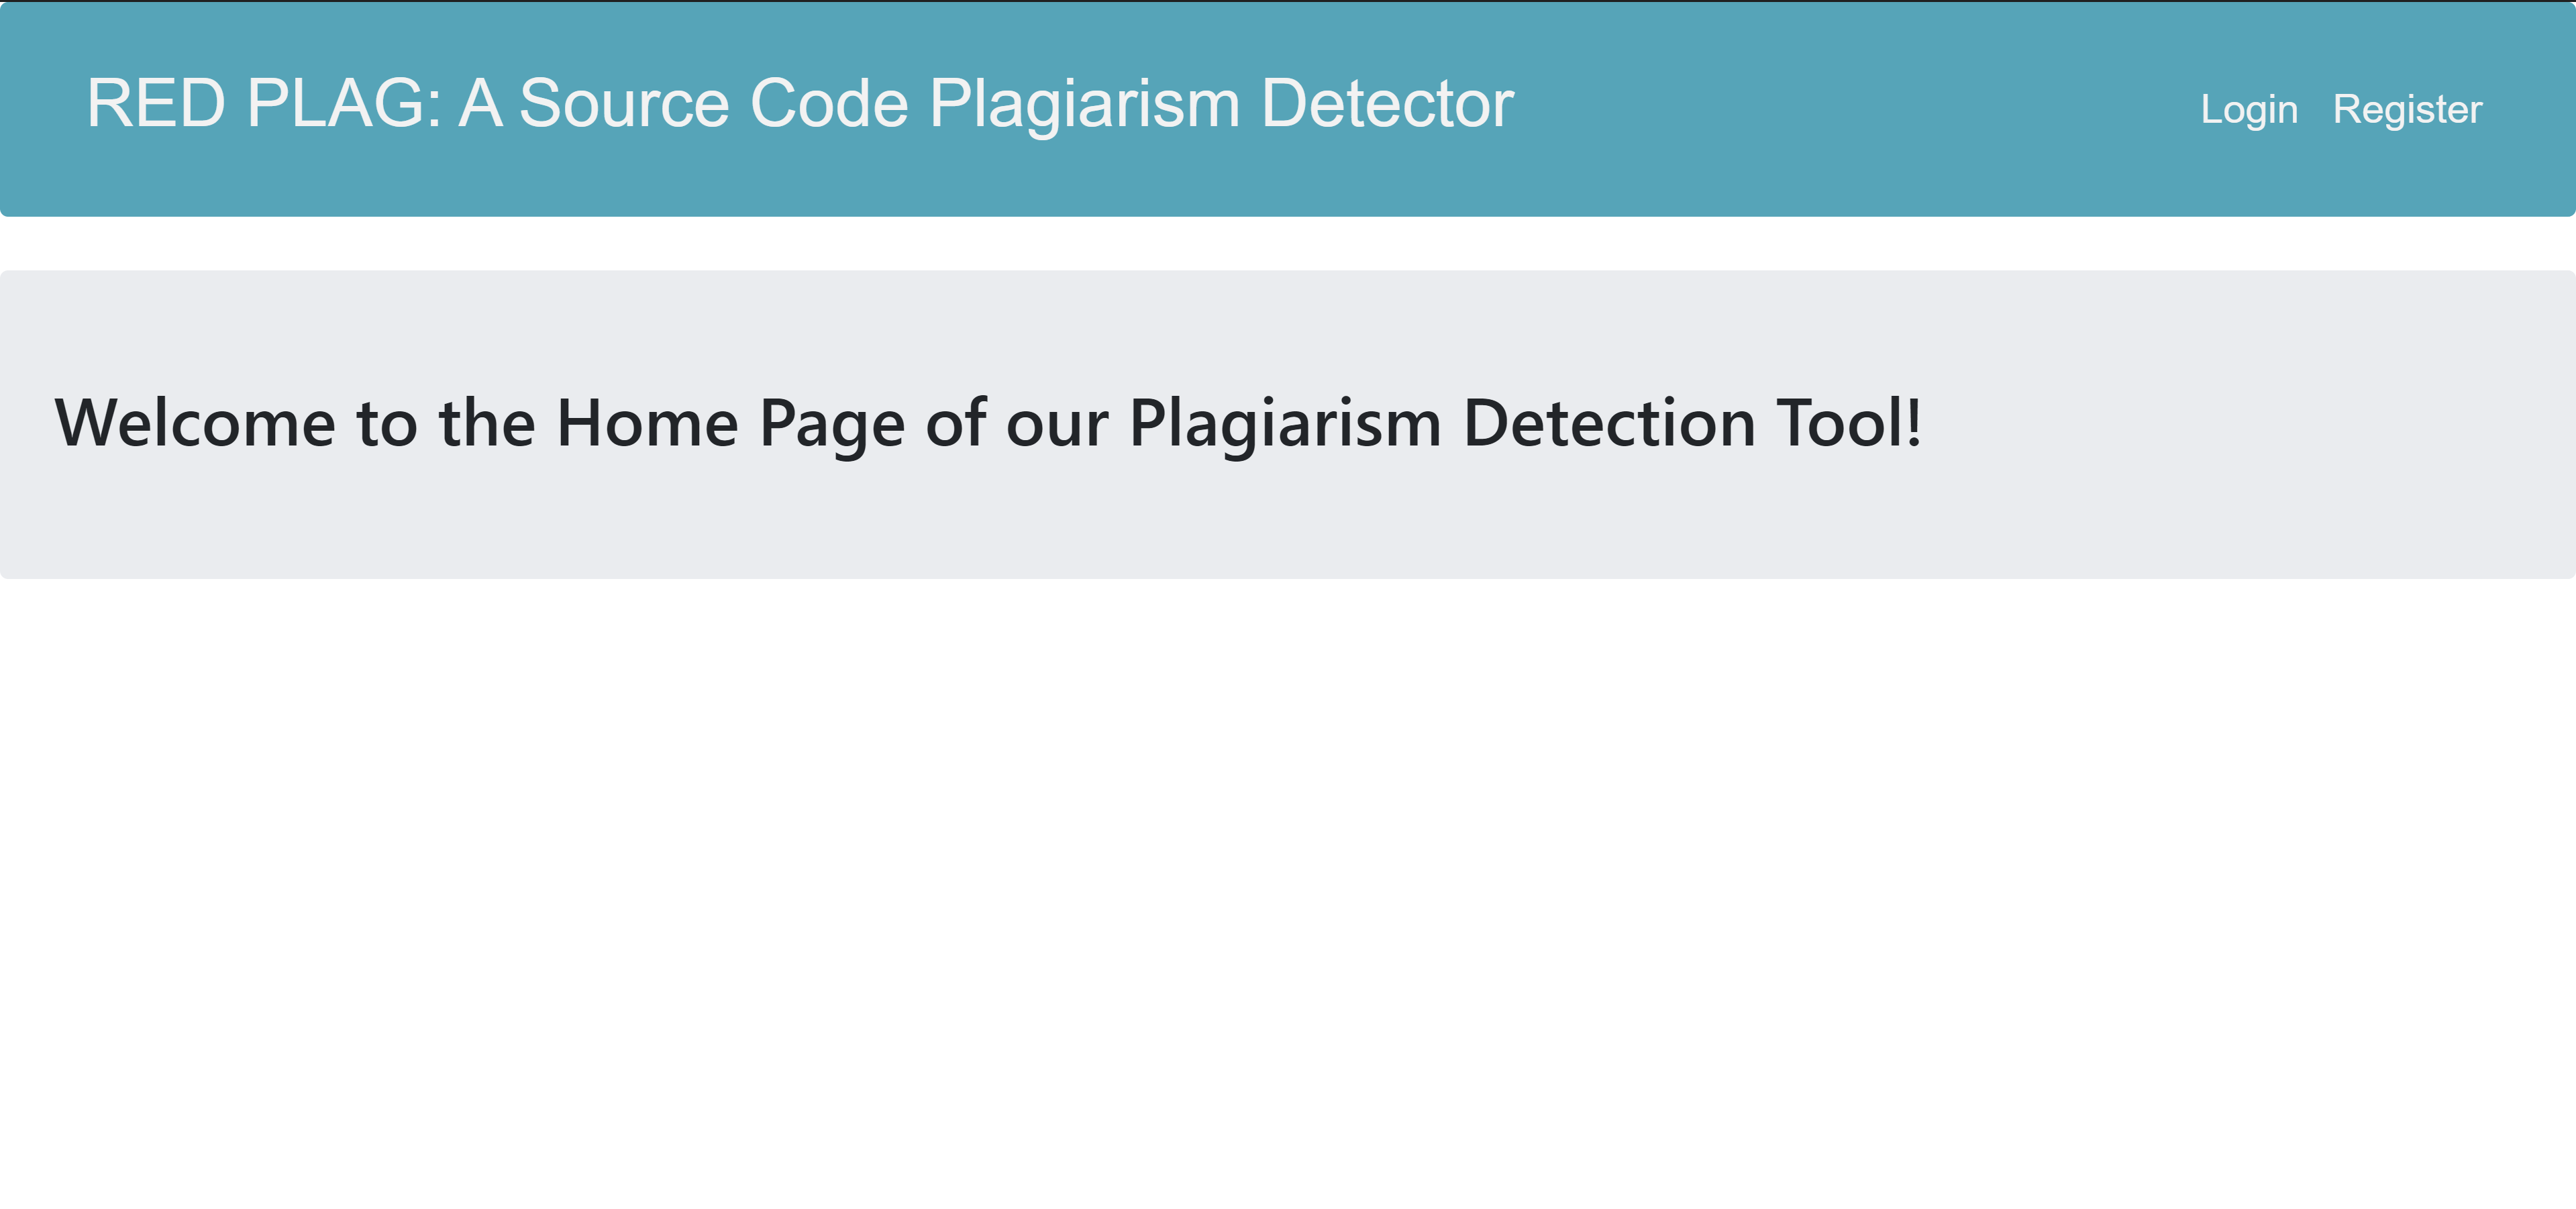 RED PLAG: A Source Code Plagiarism Detector
Login Register
Welcome to the Home Page of our Plagiarism Detection Tool!